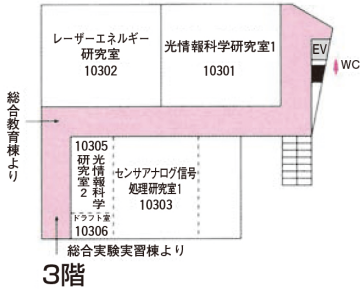 レーザーエネルギー
研究室
10302
光情報科学研究室1
10301
EV
WC
総合教育棟より
10305
光情報科学
研究室2
ドラフト室
10306
センサアナログ信号
処理研究室1
10303
総合実験実習棟より
3階